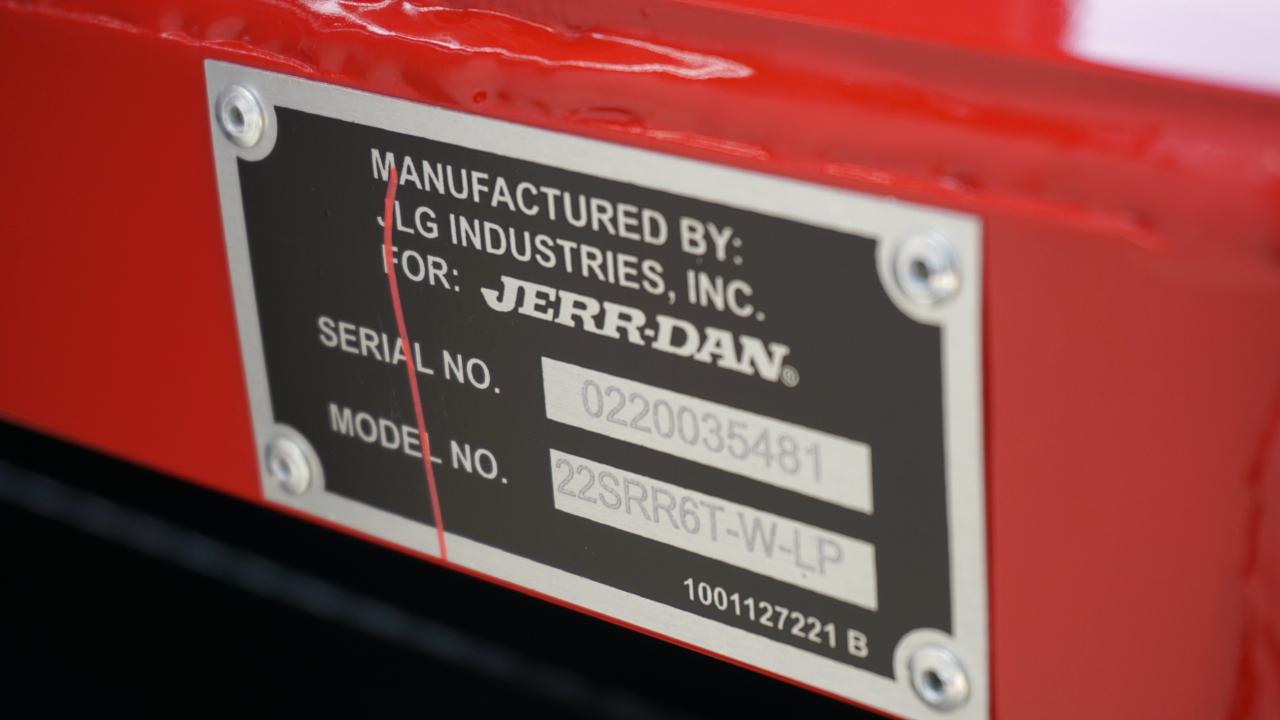 MANUFACTURED BY:
JLG INDUSTRIES, INC.
FOR: JERR-DAN®
SERIAL NO. 0220035481
MODEL NO. 22SRR6T-W-LP
1001127221 B